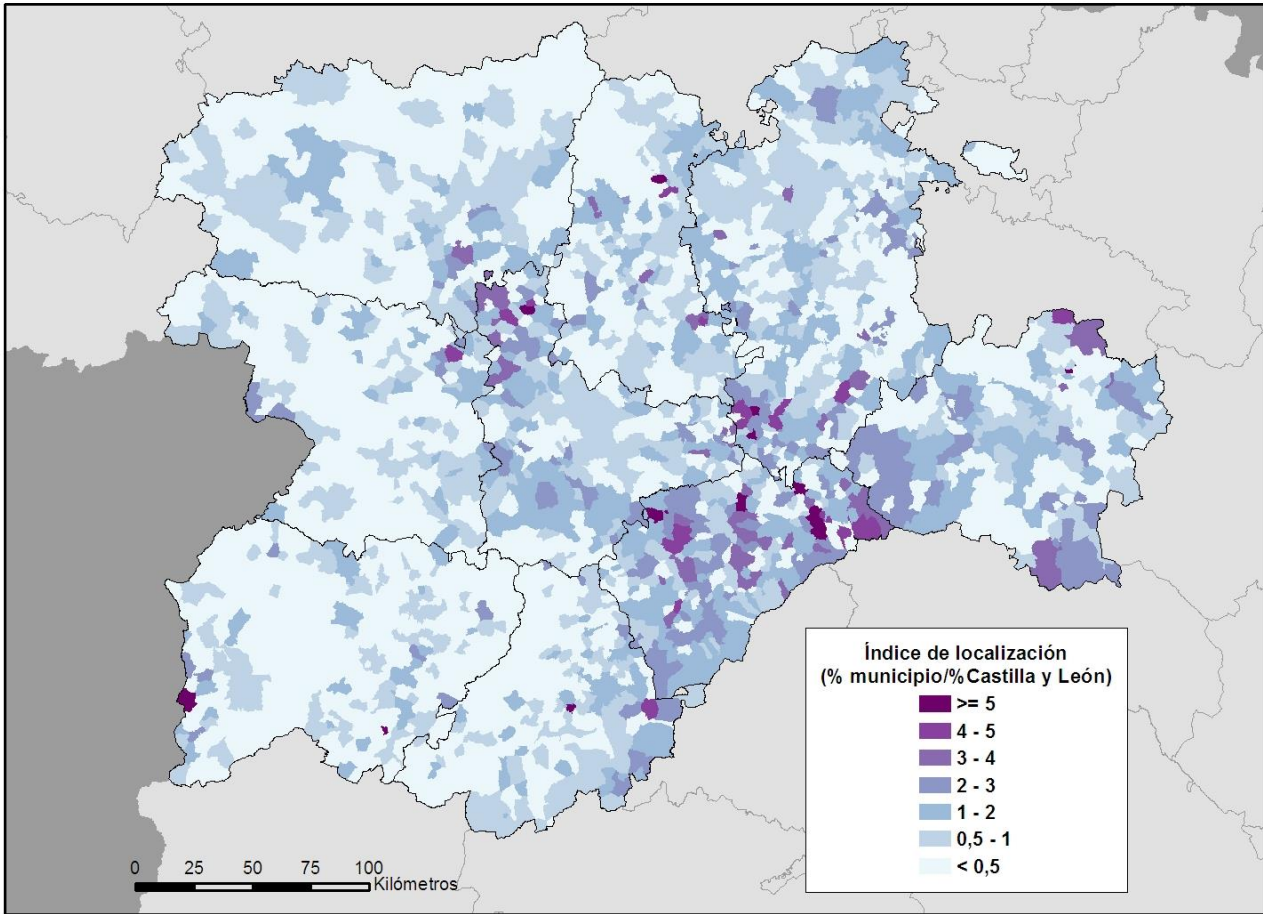 Índice de localización
(% municipio/%Castilla y León)
>= 5
4 - 5
3 - 4
2 - 3
1 - 2
0,5 - 1
< 0,5
0 25 50 75 100
Kilómetros